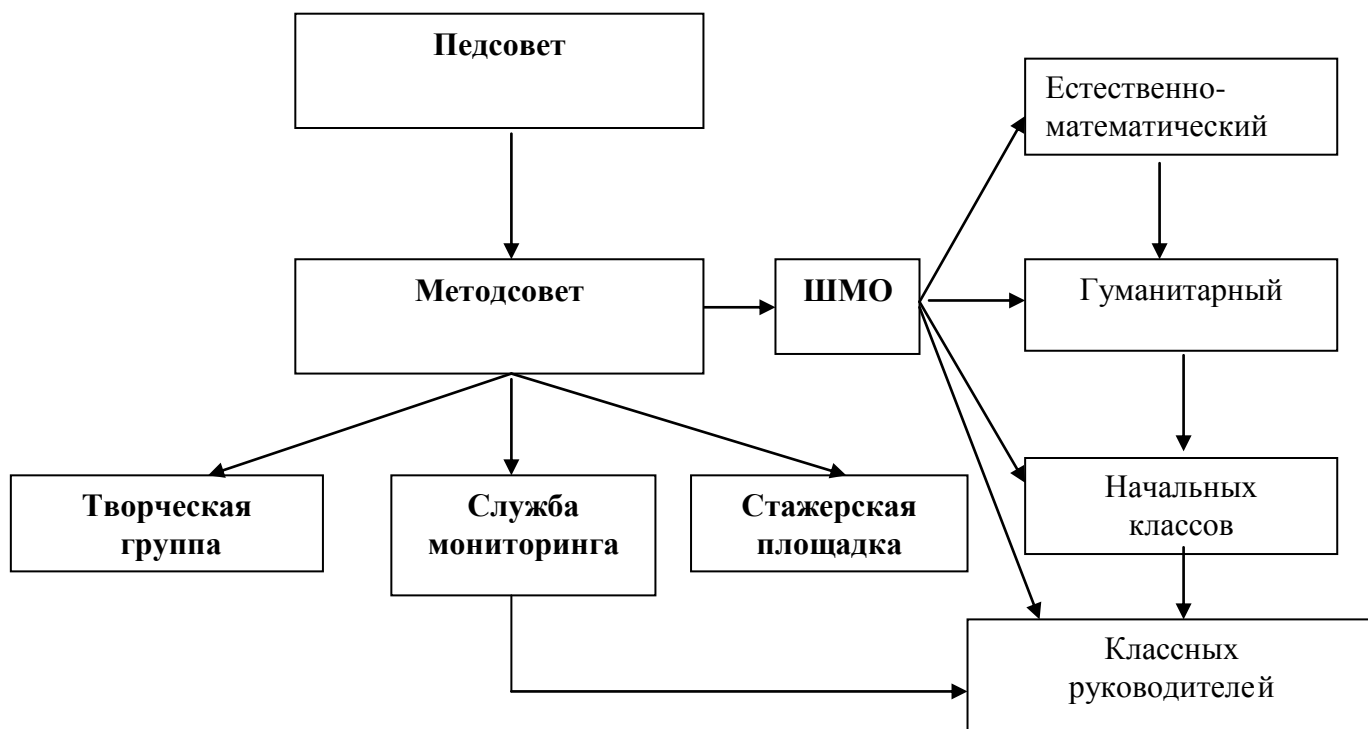 Педсовет
Естественно-
математический
Методсовет
ШМО
Гуманитарный
Творческая
группа
Служба
мониторинга
Стажерская
площадка
Начальных
классов
Классных
руководителей